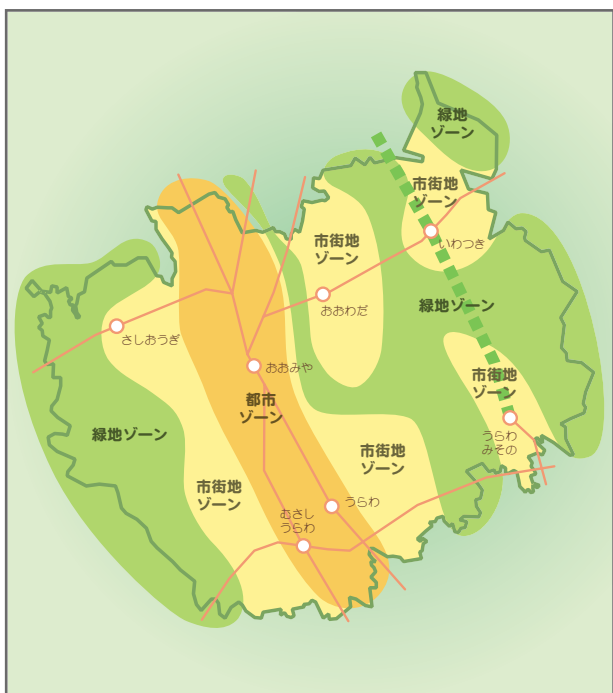 緑地
ゾーン
市街地
ゾーン
いわつき
市街地
ゾーン
おおわだ
緑地ゾーン
さしおうぎ
おおみや
都市
ゾーン
市街地
ゾーン
うらわ
みその
緑地ゾーン
市街地
ゾーン
市街地
ゾーン
うらわ
むさし
うらわ